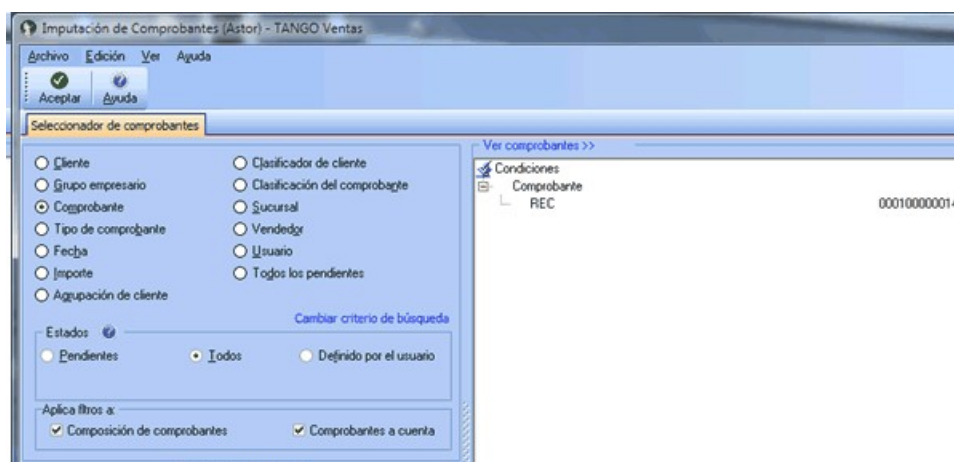 Imputación de Comprobantes (Astor) - TANGO Ventas
Archivo Edición Ver Ayuda
Aceptar Ayuda
Seleccionador de comprobantes
Cliente
Grupo empresario
Comprobante
Tipo de comprobante
Fecha
Importe
Agrupación de cliente
Clasificador de cliente
Clasificación del comprobante
Sucursal
Vendedor
Usuario
Todos los pendientes
Cambiar criterio de búsqueda
Estados
Pendientes Todos Definido por el usuario
Aplica filtros a:
Composición de comprobantes Comprobantes a cuenta
Ver comprobantes >>
Condiciones
Comprobante
REC 00010000014